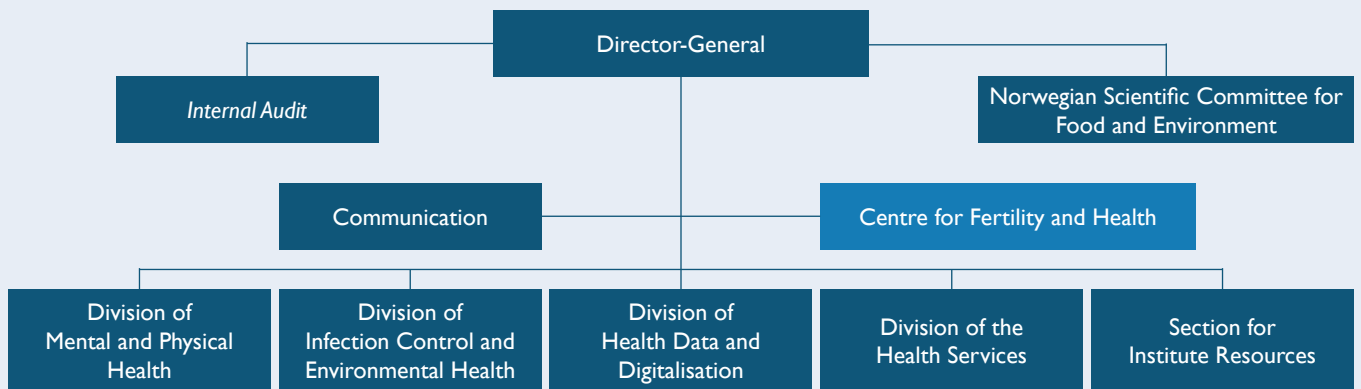 Director-General
Internal Audit
Norwegian Scientific Committee for
Food and Environment
Communication
Centre for Fertility and Health
Division of
Mental and Physical
Health
Division of
Infection Control and
Environmental Health
Division of
Health Data and
Digitalisation
Division of the
Health Services
Section for
Institute Resources